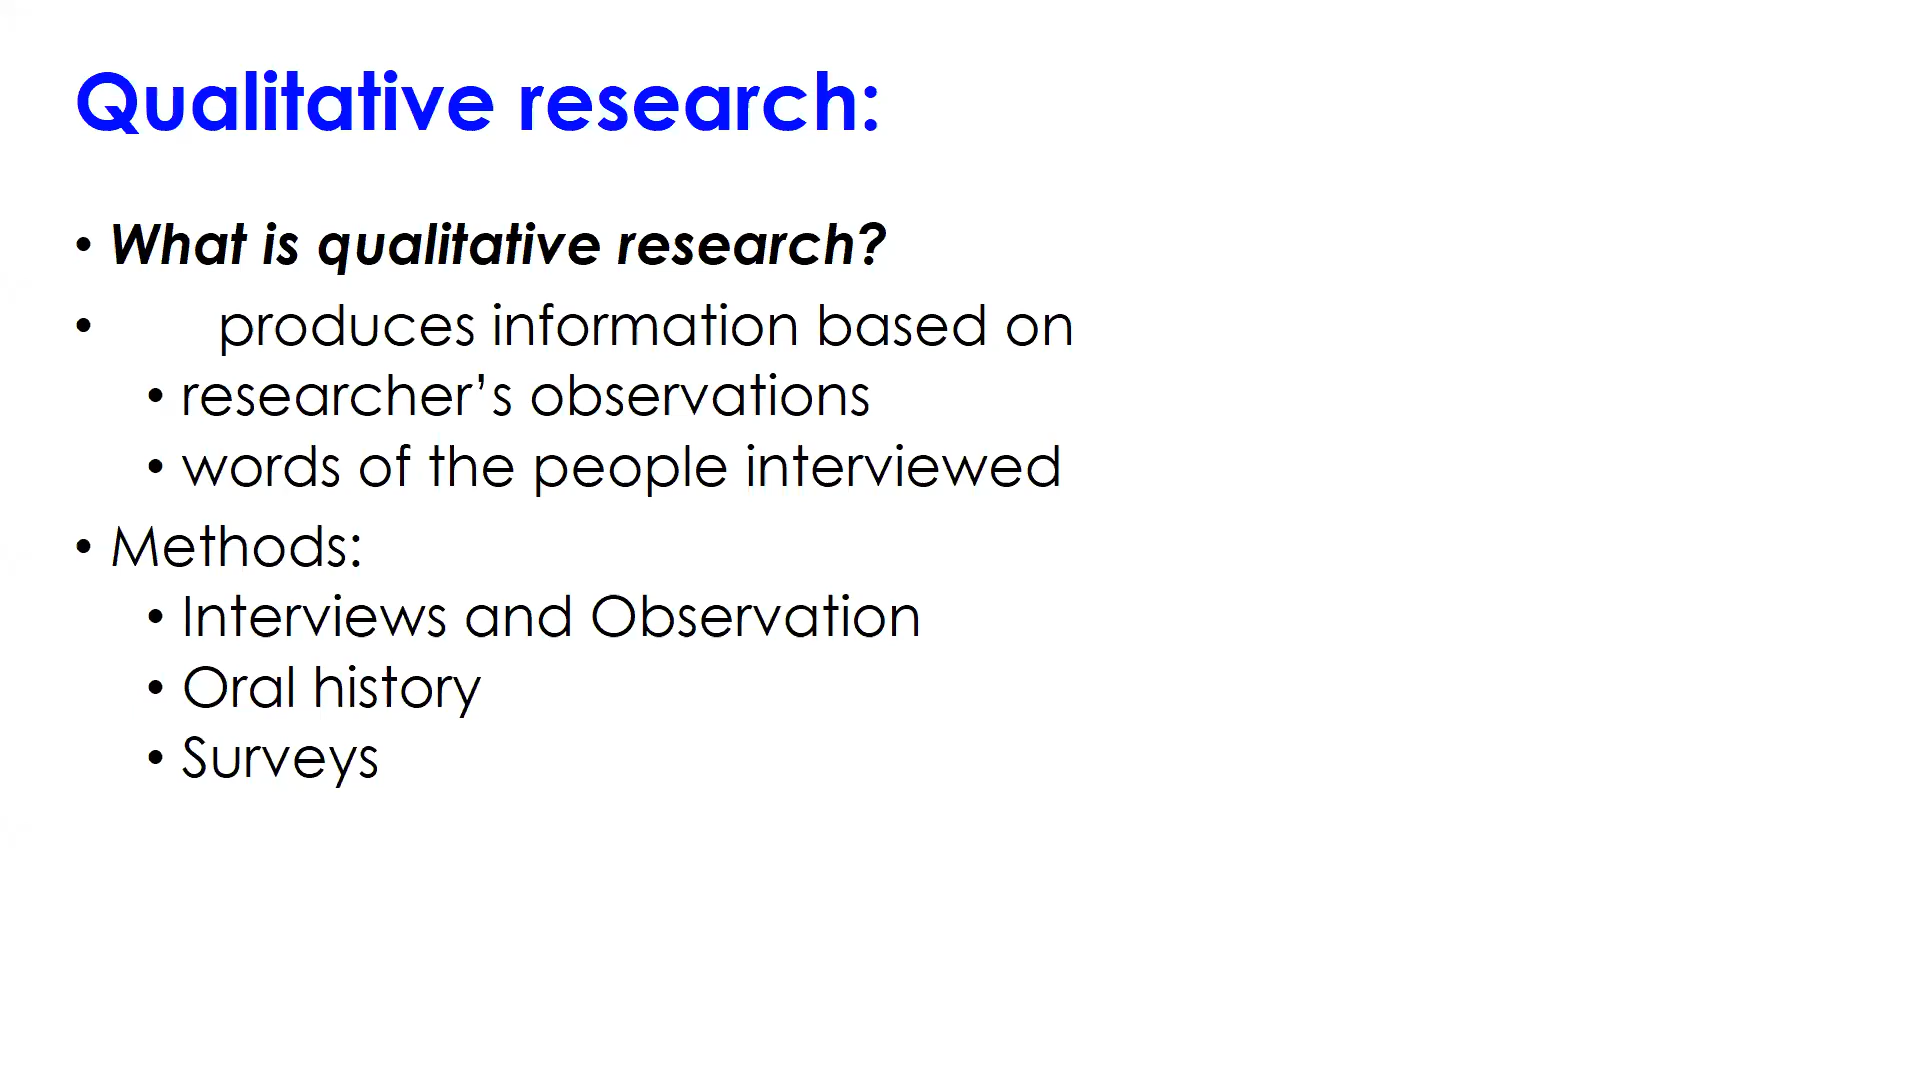 Qualitative research:
• What is qualitative research?
• produces information based on
• researcher’s observations
• words of the people interviewed
• Methods:
• Interviews and Observation
• Oral history
• Surveys